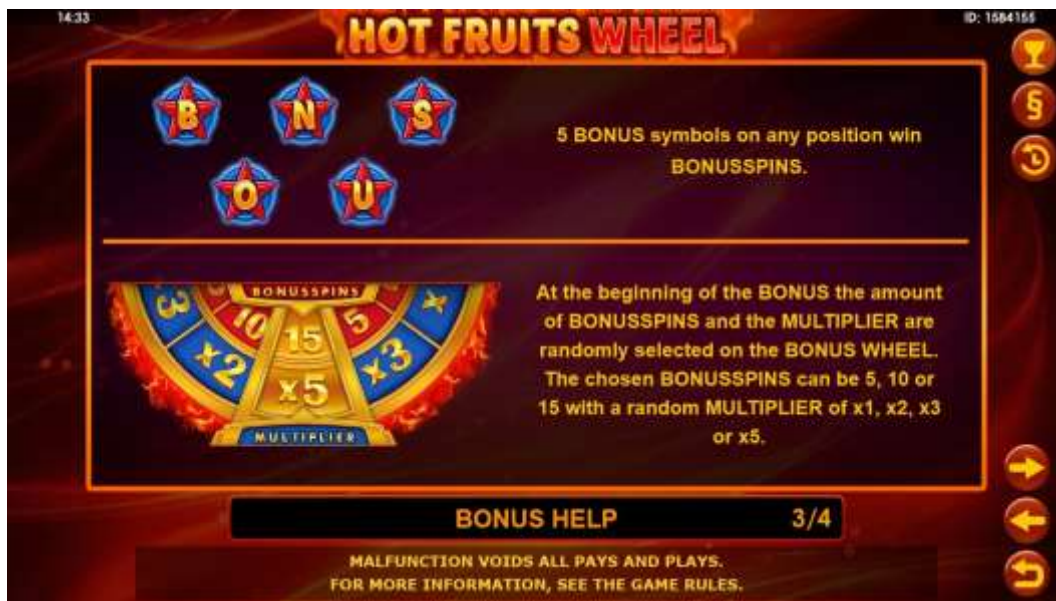 14:33
ID: 1584155
HOT FRUITS WHEEL
§
B N S
O U
5 BONUS symbols on any position win
BONUSSPINS.
BONUSSPINS
3 10 15 5 x
x2 x5 x3
MULTIPLIER
At the beginning of the BONUS the amount
of BONUSSPINS and the MULTIPLIER are
randomly selected on the BONUS WHEEL.
The chosen BONUSSPINS can be 5, 10 or
15 with a random MULTIPLIER of x1, x2, x3
or x5.
BONUS HELP 3/4
MALFUNCTION VOIDS ALL PAYS AND PLAYS.
FOR MORE INFORMATION, SEE THE GAME RULES.